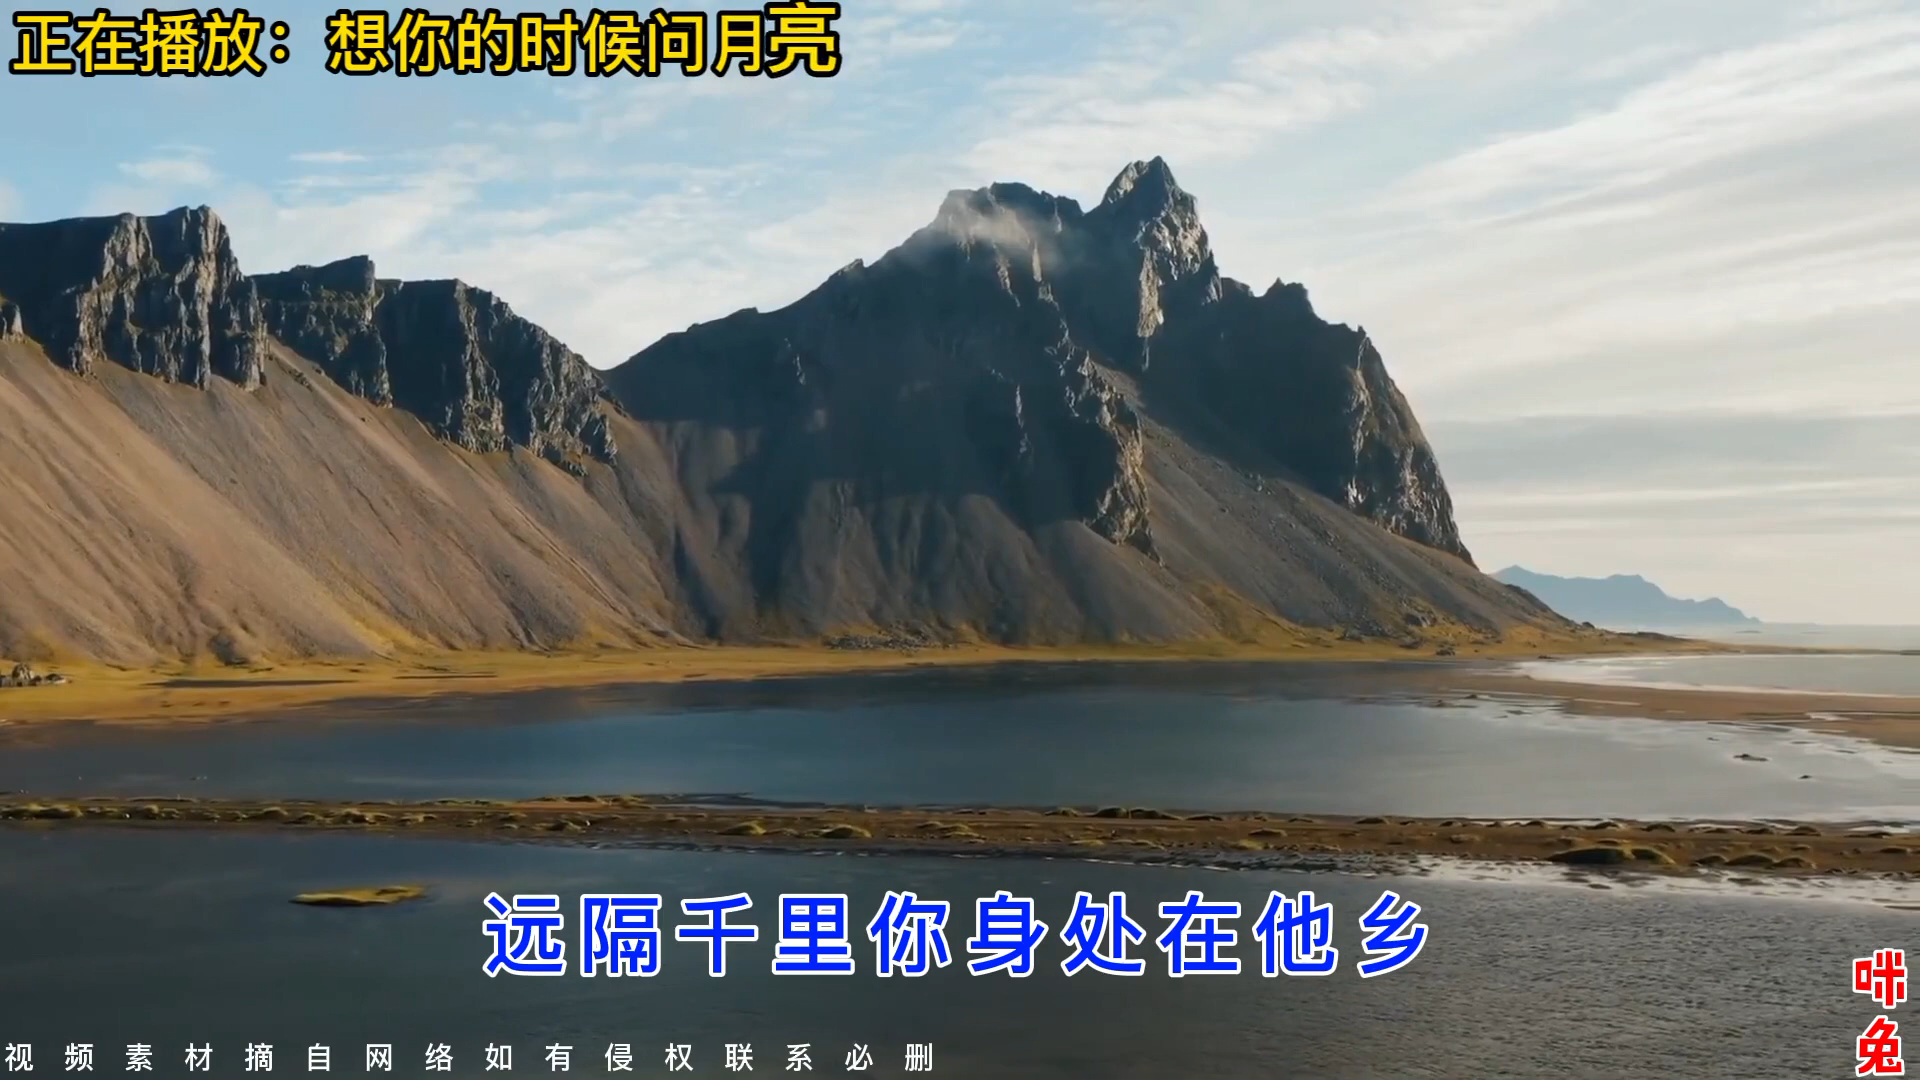 正在播放：想你的时候问月亮
远隔千里你身处在他乡
咪兔
视频素材摘自网络如有侵权联系必删